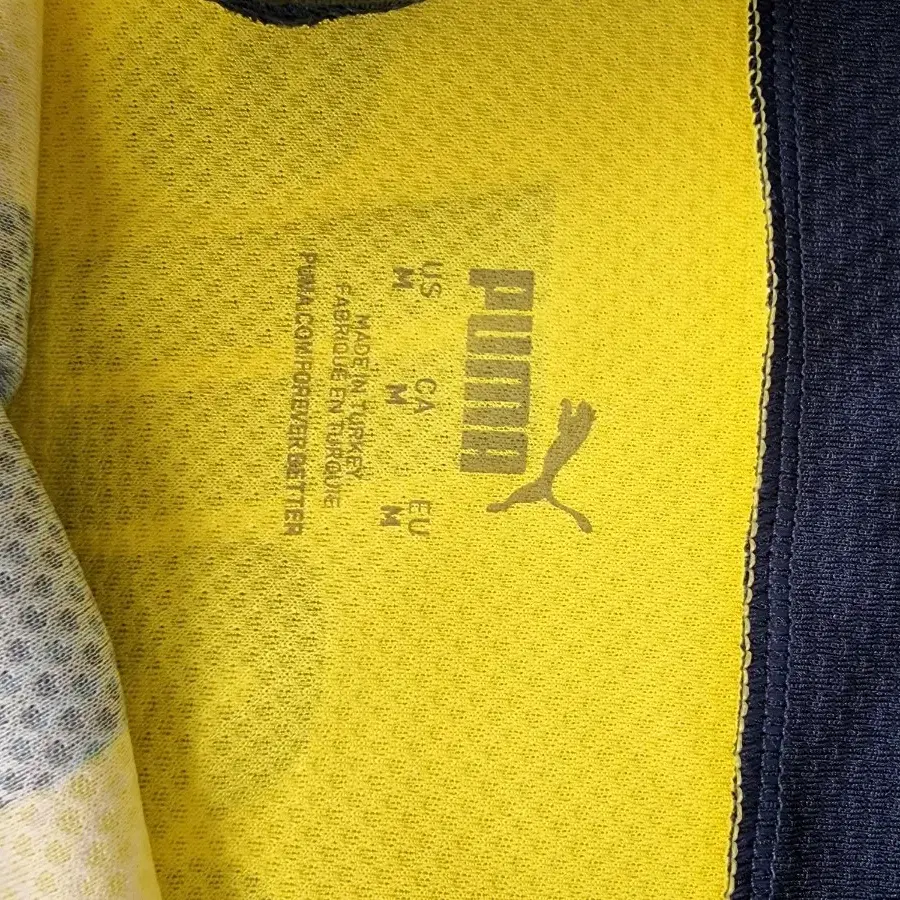 PUMA
US CA EU
M M M
MADE IN TURKEY
FABRIQUE EN TURQUIE
PUMA.COM/FOREVERBETTER